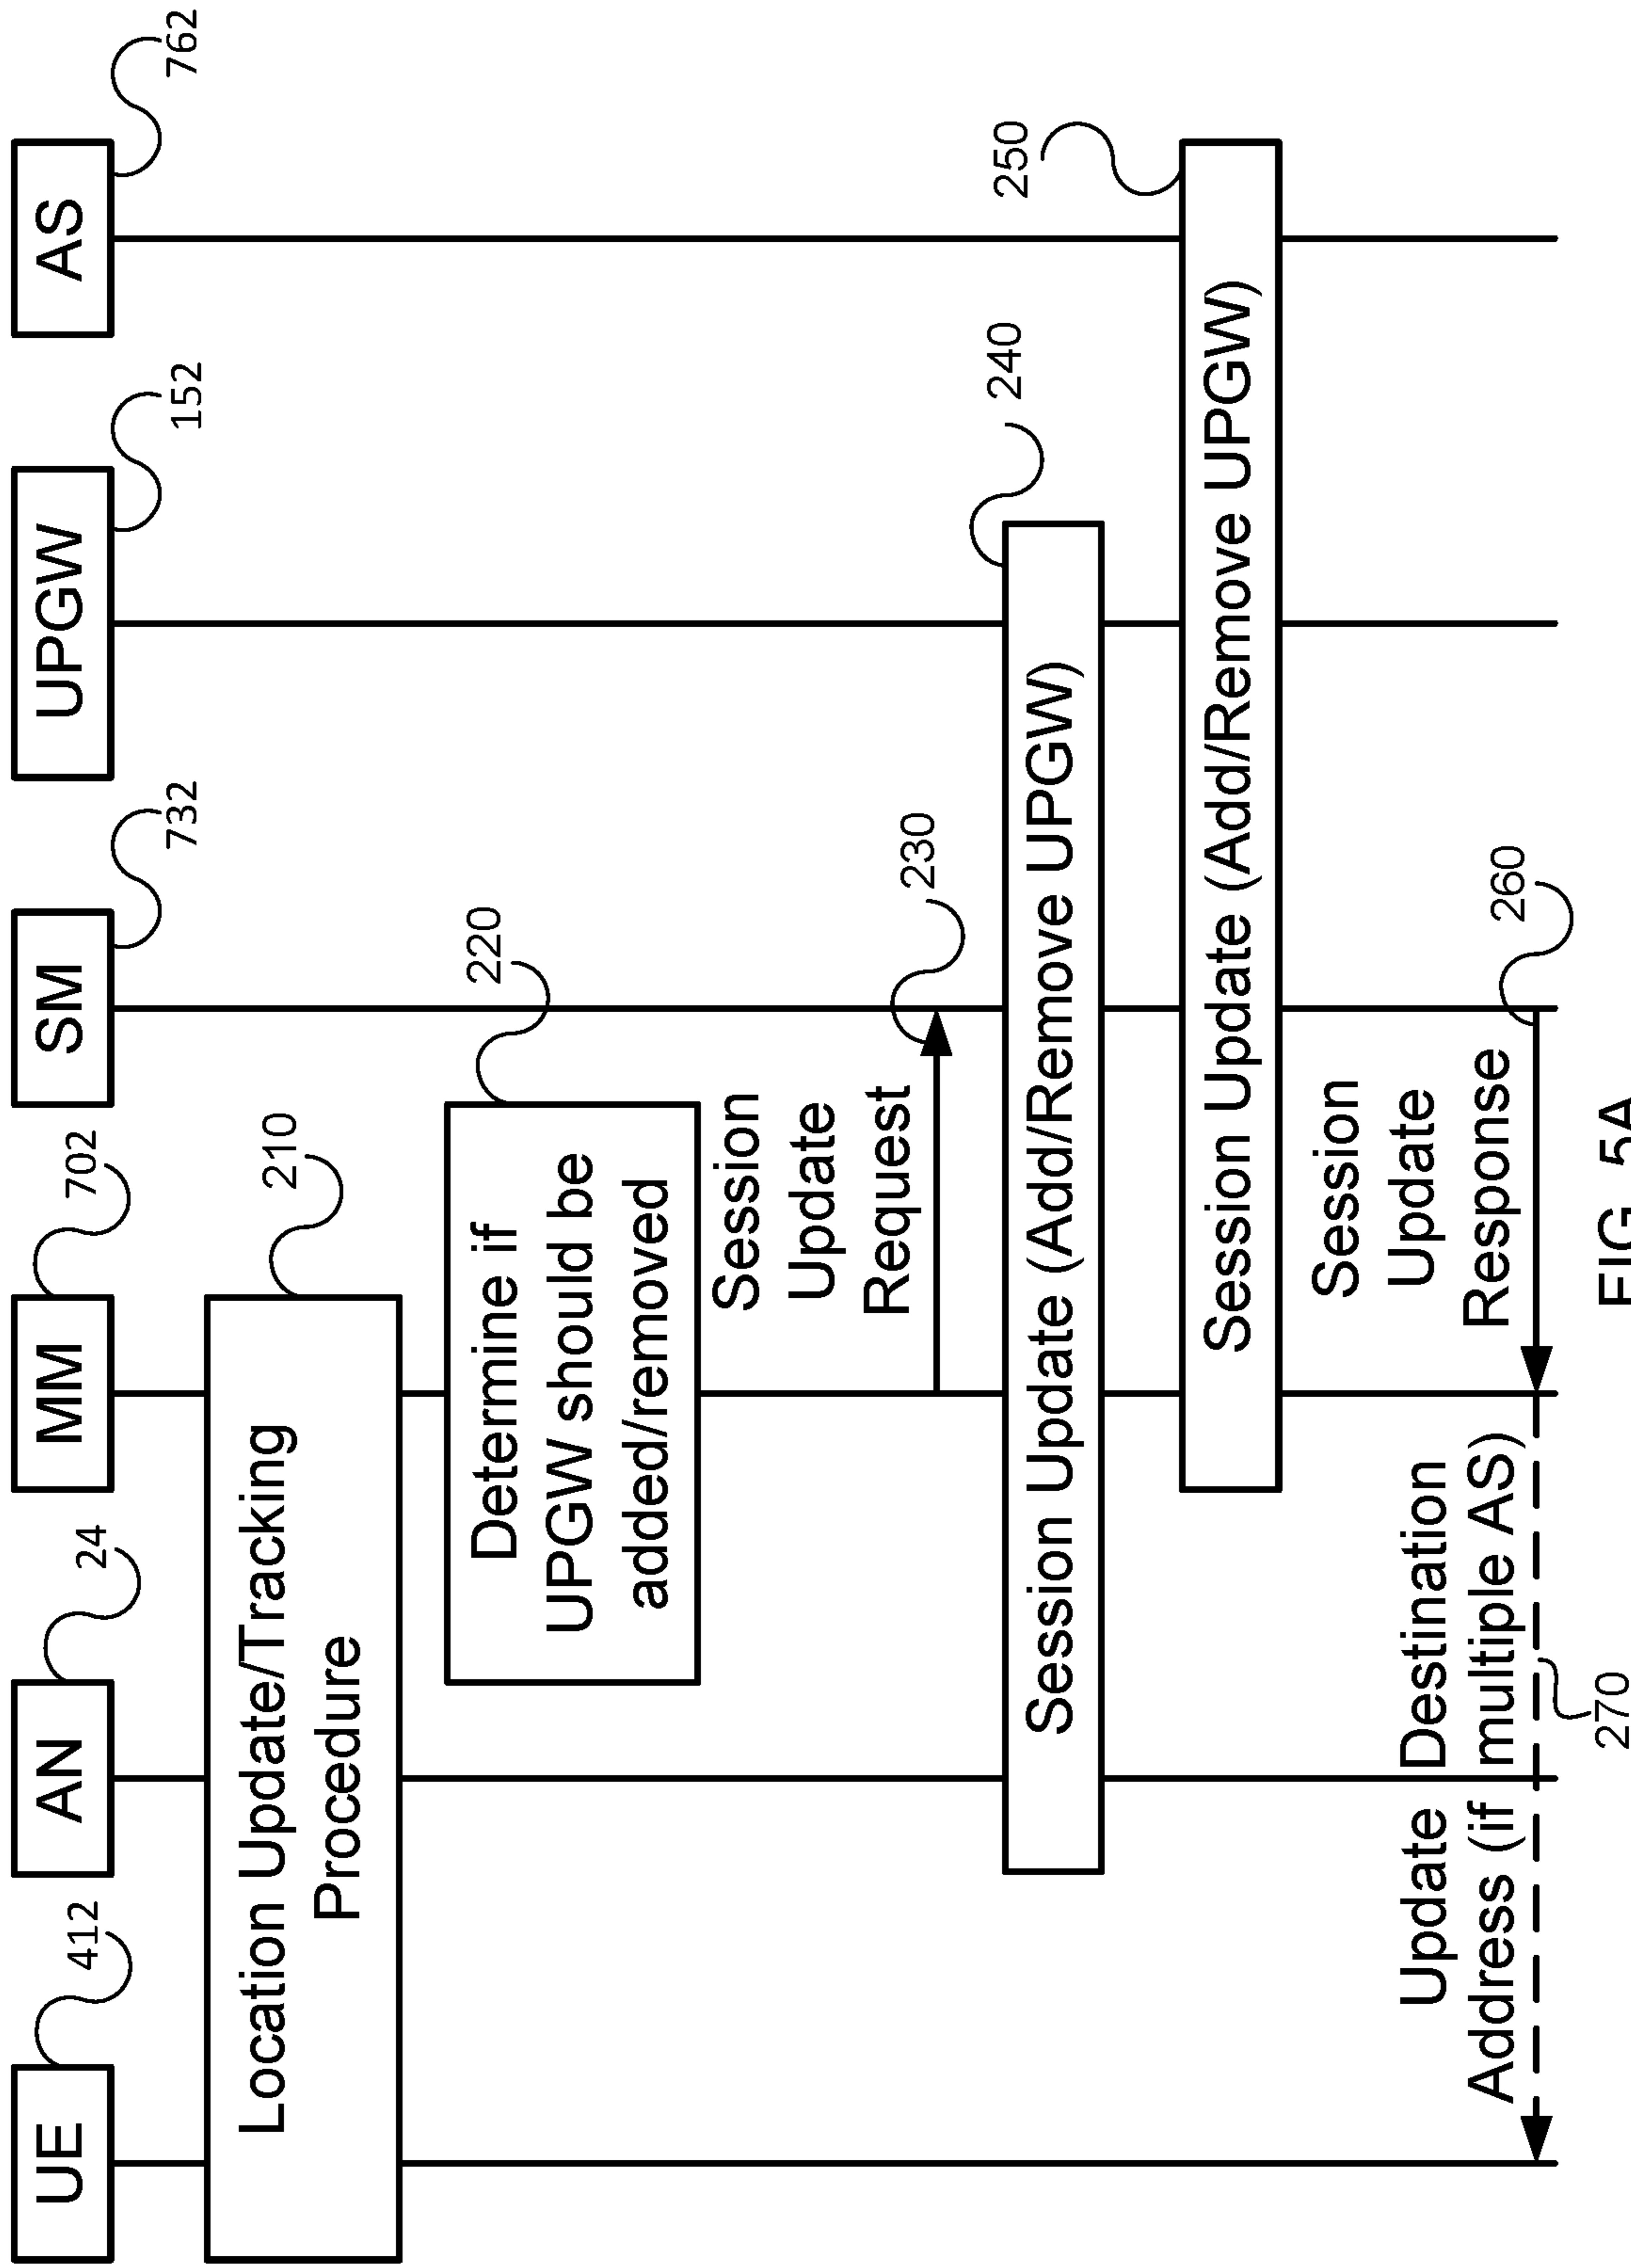 UE
412
AN
24
MM
702
SM
732
UPGW
152
AS
762
Location Update/Tracking
Procedure
210
Determine if
UPGW should be
added/removed
220
Session
Update
Request
230
Session Update (Add/Remove UPGW)
240
Session Update (Add/Remove UPGW)
250
Session
Update
Response
260
Update Destination
Address (if multiple AS)
270
FIG. 5A